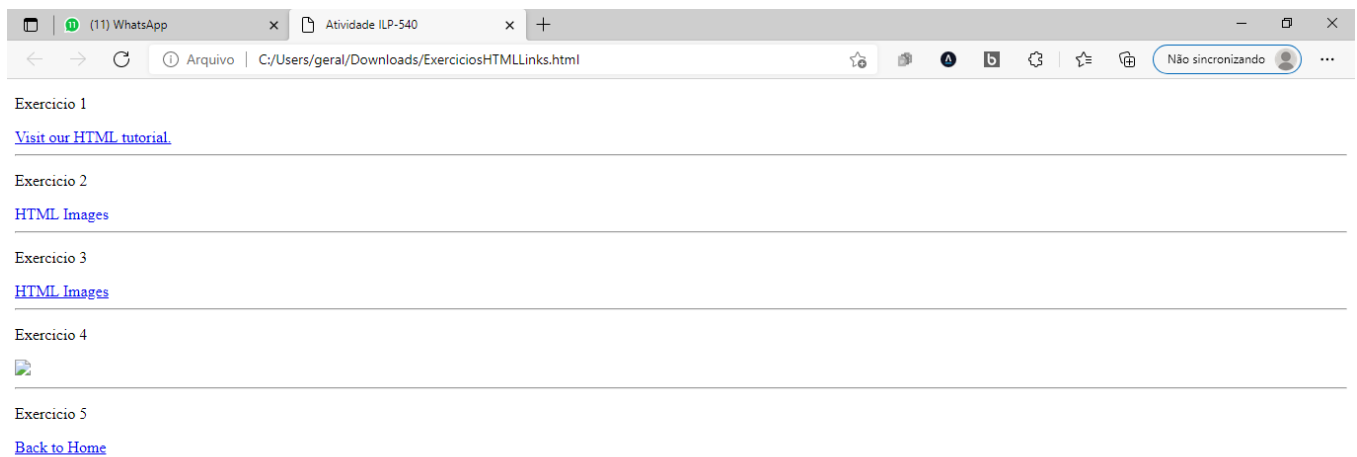 11 (11) WhatsApp
Atividade ILP-540
Arquivo | C:/Users/geral/Downloads/ExerciciosHTMLLinks.html
b
Não sincronizando
Exercicio 1
Visit our HTML tutorial.
Exercicio 2
HTML Images
Exercicio 3
HTML Images
Exercicio 4
Exercicio 5
Back to Home